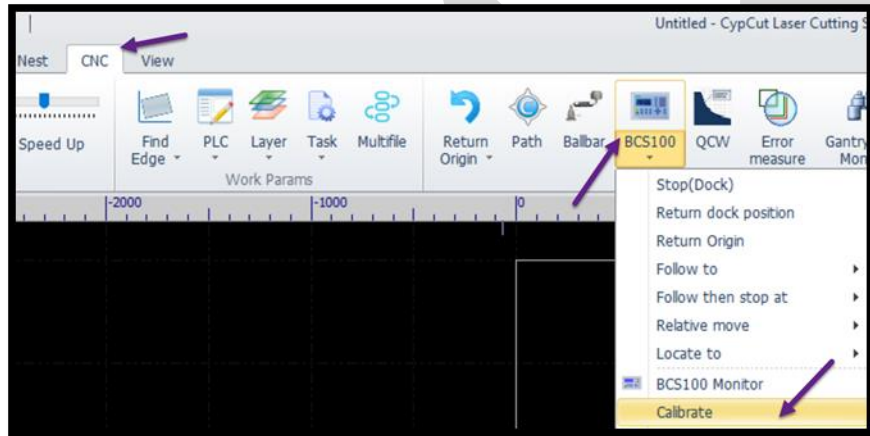 Untitled - CypCut Laser Cutting S
Nest CNC View
Speed Up Find Edge PLC Layer Task Multifile Return Origin Path Ballbar BCS100 QCW Error measure Gantry Mon
Work Params
-2000 -1000 0
Stop(Dock)
Return dock position
Return Origin
Follow to
Follow then stop at
Relative move
Locate to
BCS100 Monitor
Calibrate